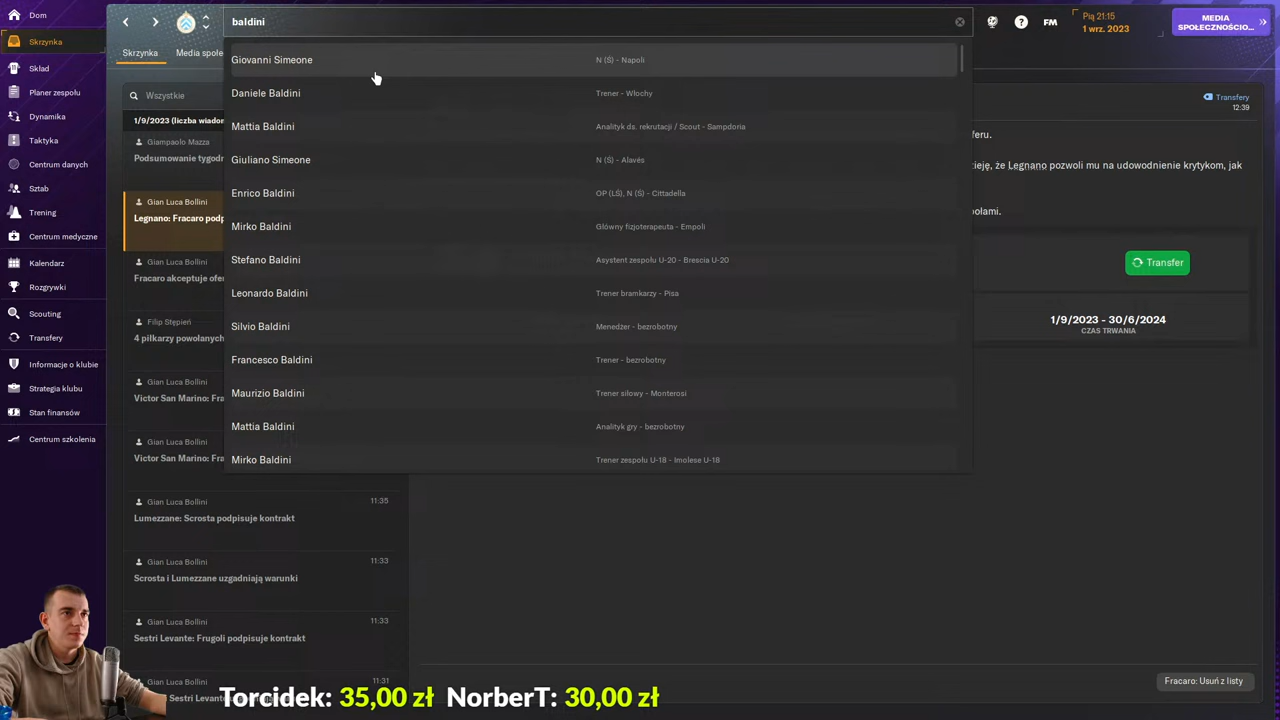 Dom
Skrzynka
Skład
Planer zespołu
Dynamika
Taktyka
Centrum danych
Sztab
Trening
Centrum medyczne
Kalendarz
Rozgrywki
Scouting
Transfery
Informacje o klubie
Strategia klubu
Stan finansów
Centrum szkolenia
baldini
FM
Pią 21:15
1 wrz. 2023
MEDIA
SPOŁECZNOŚCIO...
Skrzynka
Media społe
Wszystkie
1/9/2023 (liczba wiadom
Giampaolo Mazza
Podsumowanie tygodn
Gian Luca Bollini
Legnano: Fracaro podp
Gian Luca Bollini
Fracaro akceptuje ofer
Filip Stępień
4 piłkarzy powołanych
Gian Luca Bollini
Victor San Marino: Fra
Gian Luca Bollini
Victor San Marino: Fra
Gian Luca Bollini 11:35
Lumezzane: Scrosta podpisuje kontrakt
Gian Luca Bollini 11:33
Scrosta i Lumezzane uzgadniają warunki
Gian Luca Bollini 11:33
Sestri Levante: Frugoli podpisuje kontrakt
11:31
Sestri Levante
Giovanni Simeone N (Ś) - Napoli
Daniele Baldini Trener - Włochy
Mattia Baldini Analityk ds. rekrutacji / Scout - Sampdoria
Giuliano Simeone N (Ś) - Alavés
Enrico Baldini OP (LŚ), N (Ś) - Cittadella
Mirko Baldini Główny fizjoterapeuta - Empoli
Stefano Baldini Asystent zespołu U-20 - Brescia U-20
Leonardo Baldini Trener bramkarzy - Pisa
Silvio Baldini Menedżer - bezrobotny
Francesco Baldini Trener - bezrobotny
Maurizio Baldini Trener siłowy - Monterosi
Mattia Baldini Analityk gry - bezrobotny
Mirko Baldini Trener zespołu U-18 - Imolese U-18
Transfery
12:39
feru.
zieję, że Legnano pozwoli mu na udowodnienie krytykom, jak
połami.
Transfer
1/9/2023 - 30/6/2024
CZAS TRWANIA
Fracaro: Usuń z listy
Torcidek: 35,00 zł NorberT: 30,00 zł